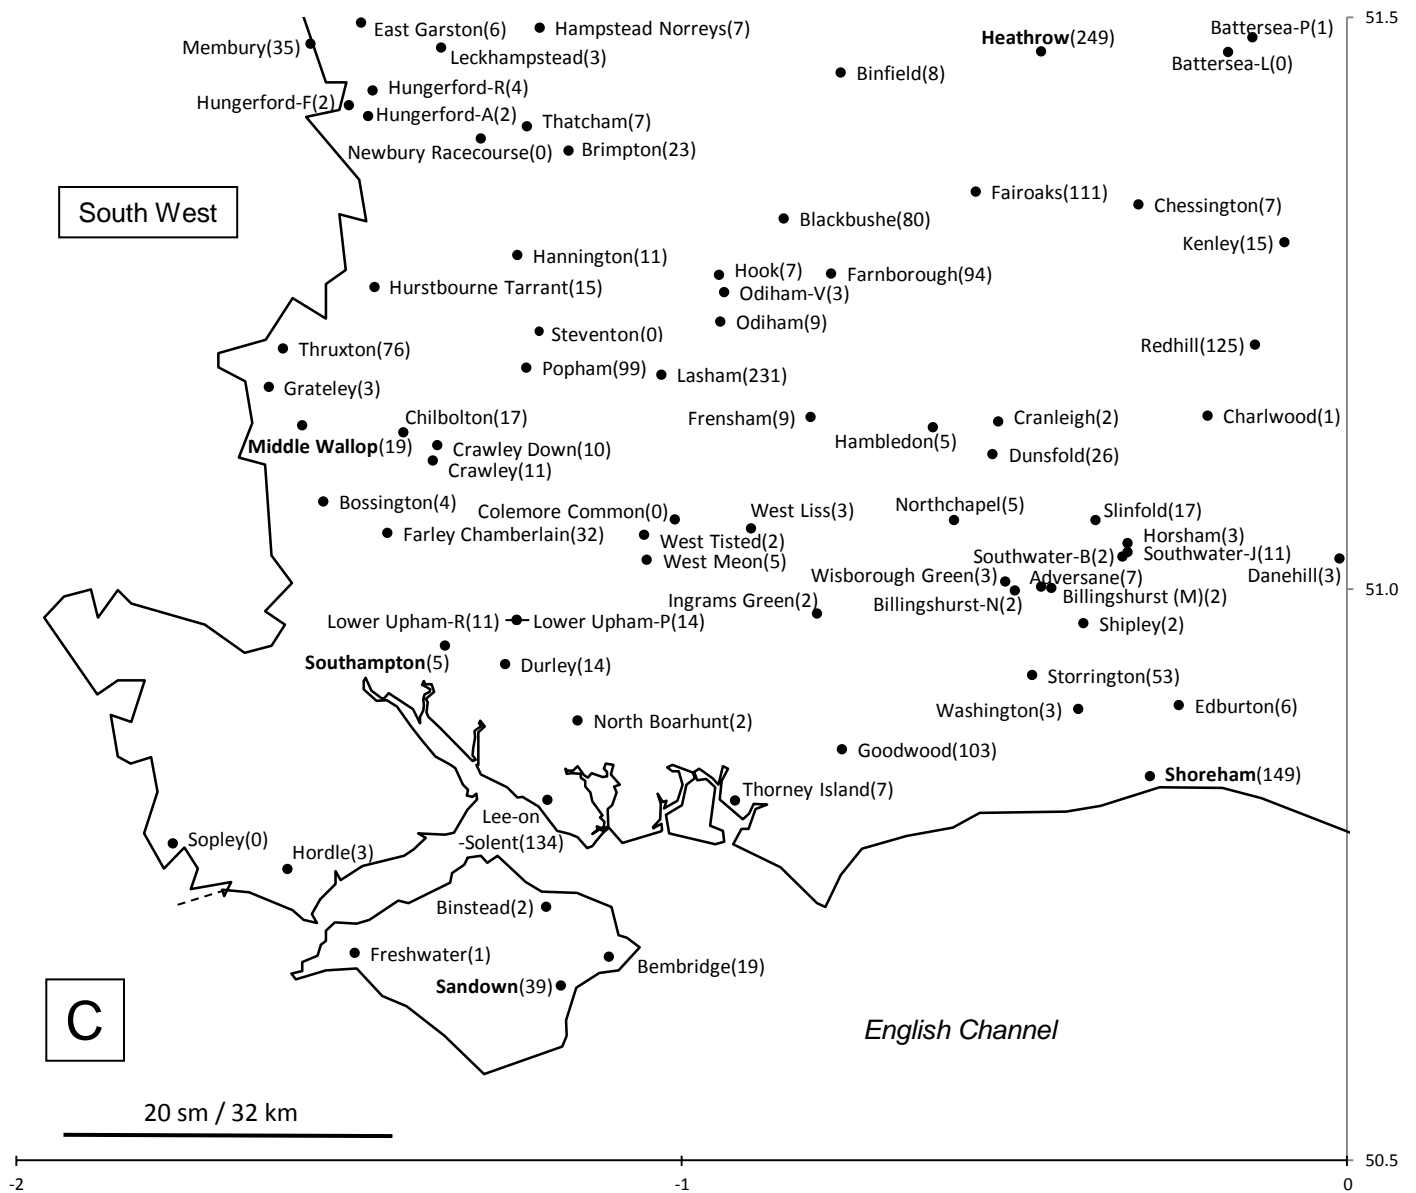 51.5
East Garston(6)
Hampstead Norreys(7)
Battersea-P(1)
Heathrow(249)
Membury(35)
Leckhampstead(3)
Battersea-L(0)
Binfield(8)
Hungerford-R(4)
Hungerford-F(2)
Hungerford-A(2)
Thatcham(7)
Newbury Racecourse(0)
Brimpton(23)
Fairoaks(111)
Chessington(7)
South West
Blackbushe(80)
Kenley(15)
Hannington(11)
Hook(7)
Farnborough(94)
Hurstbourne Tarrant(15)
Odiham-V(3)
Odiham(9)
Steventon(0)
Redhill(125)
Thruxton(76)
Popham(99)
Lasham(231)
Grateley(3)
Chilbolton(17)
Frensham(9)
Cranleigh(2)
Charlwood(1)
Hambledon(5)
Middle Wallop(19)
Crawley Down(10)
Dunsfold(26)
Crawley(11)
Bossington(4)
Colemore Common(0)
West Liss(3)
Northchapel(5)
Slinfold(17)
Farley Chamberlain(32)
West Tisted(2)
Horsham(3)
Southwater-B(2)
Southwater-J(11)
West Meon(5)
Wisborough Green(3)
Adversane(7)
Danehill(3)
51.0
Ingrams Green(2)
Billingshurst-N(2)
Billingshurst (M)(2)
Lower Upham-R(11)
Lower Upham-P(14)
Shipley(2)
Southampton(5)
Durley(14)
Storrington(53)
Washington(3)
Edburton(6)
North Boarhunt(2)
Goodwood(103)
Shoreham(149)
Thorney Island(7)
Lee-on
-Solent(134)
Sopley(0)
Hordle(3)
Binstead(2)
Freshwater(1)
Bembridge(19)
Sandown(39)
C
English Channel
20 sm / 32 km
50.5
-2
-1
0